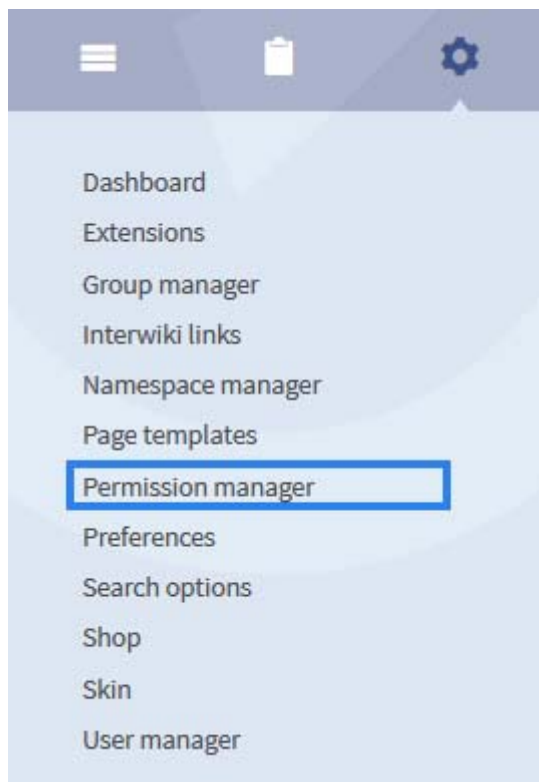 Dashboard
Extensions
Group manager
Interwiki links
Namespace manager
Page templates
Permission manager
Preferences
Search options
Shop
Skin
User manager